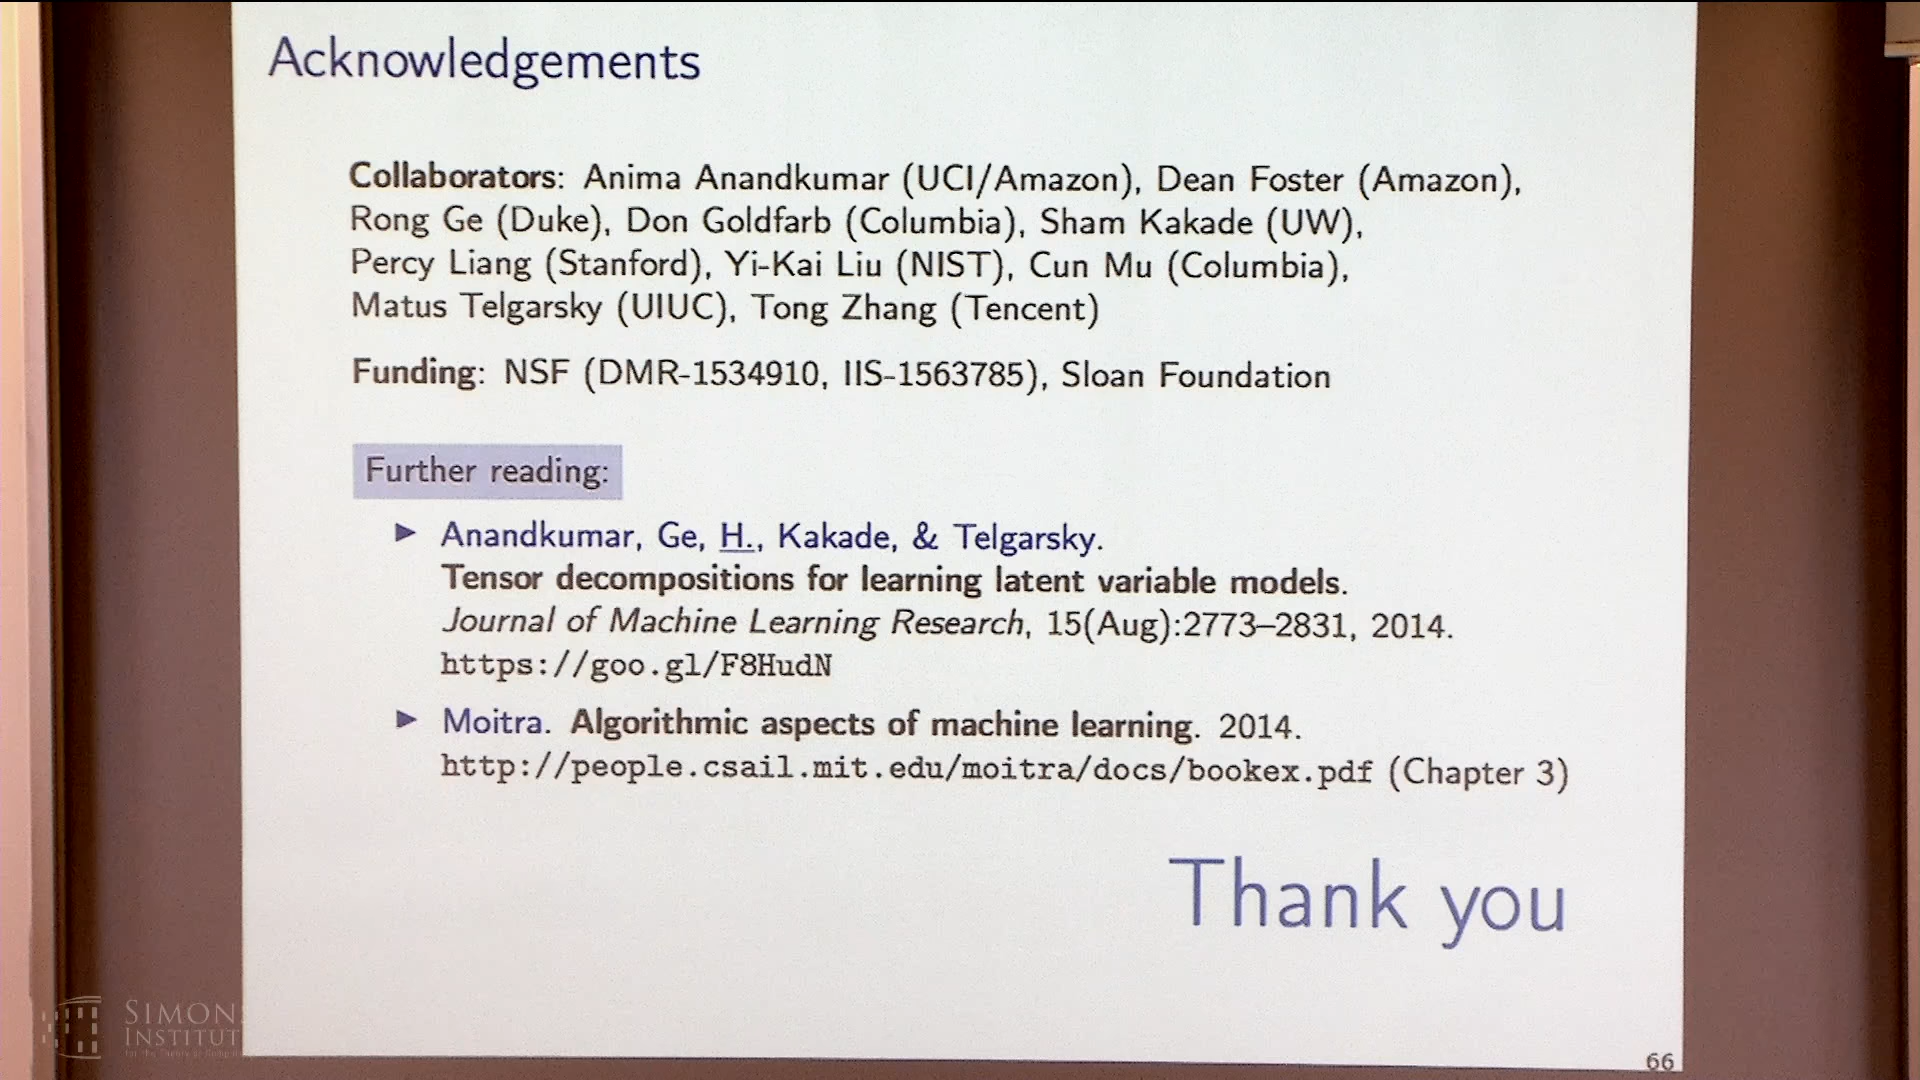 Acknowledgements
Collaborators: Anima Anandkumar (UCI/Amazon), Dean Foster (Amazon),
Rong Ge (Duke), Don Goldfarb (Columbia), Sham Kakade (UW),
Percy Liang (Stanford), Yi-Kai Liu (NIST), Cun Mu (Columbia),
Matus Telgarsky (UIUC), Tong Zhang (Tencent)
Funding: NSF (DMR-1534910, IIS-1563785), Sloan Foundation
Further reading:
▶ Anandkumar, Ge, H., Kakade, & Telgarsky.
Tensor decompositions for learning latent variable models.
Journal of Machine Learning Research, 15(Aug):2773–2831, 2014.
https://goo.gl/F8HudN
▶ Moitra. Algorithmic aspects of machine learning. 2014.
http://people.csail.mit.edu/moitra/docs/bookex.pdf (Chapter 3)
Thank you
SIMONS
INSTITUT
66